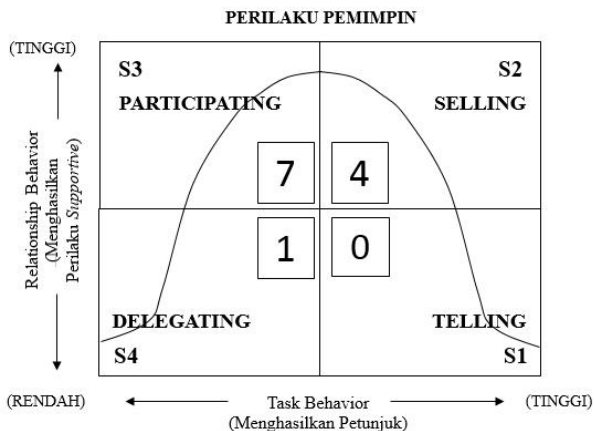 PERILAKU PEMIMPIN
(TINGGI)
S3
S2
PARTICIPATING
SELLING
7
4
Relationship Behavior
(Menghasilkan
Perilaku Supportive)
1
0
DELEGATING
TELLING
S4
S1
(RENDAH)
Task Behavior
(TINGGI)
(Menghasilkan Petunjuk)